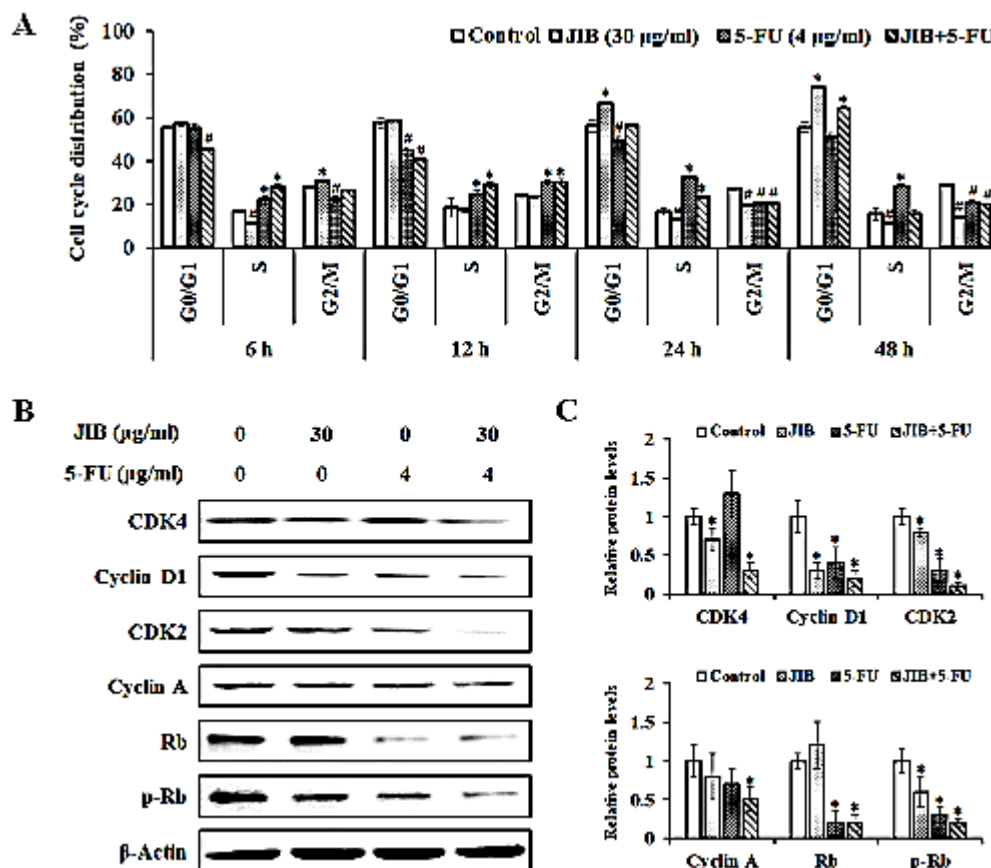 A
Cell cycle distribution (%)
100
80
60
40
20
0
Control JIB (30 μg/ml) 5-FU (4 μg/ml) JIB+5-FU
* # * #
G0/G1 S G2/M G0/G1 S G2/M G0/G1 S G2/M G0/G1 S G2/M
6 h 12 h 24 h 48 h
B
JIB (μg/ml) 0 30 0 30
5-FU (μg/ml) 0 0 4 4
CDK4
Cyclin D1
CDK2
Cyclin A
Rb
p-Rb
β-Actin
C
Relative protein levels
2
1.5
1
0.5
0
Control JIB 5-FU JIB+5-FU
CDK4 Cyclin D1 CDK2
Relative protein levels
2
1.5
1
0.5
0
Control JIB 5-FU JIB+5-FU
Cyclin A Rb p-Rb